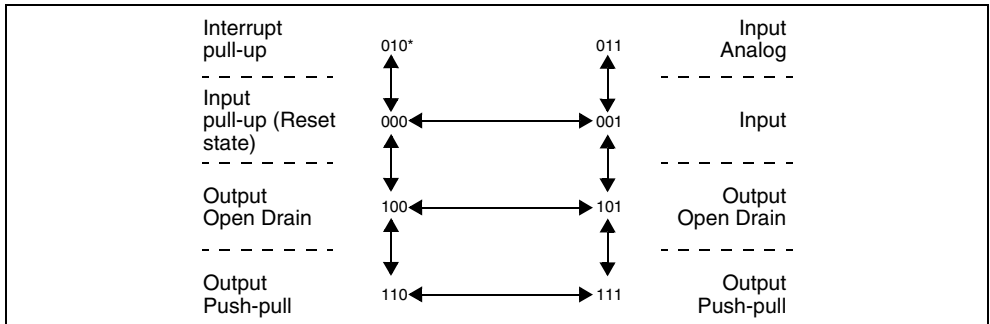 Interrupt
pull-up
010*
011
Input
Analog
Input
pull-up (Reset
state)
000
001
Input
Output
Open Drain
100
101
Output
Open Drain
Output
Push-pull
110
111
Output
Push-pull